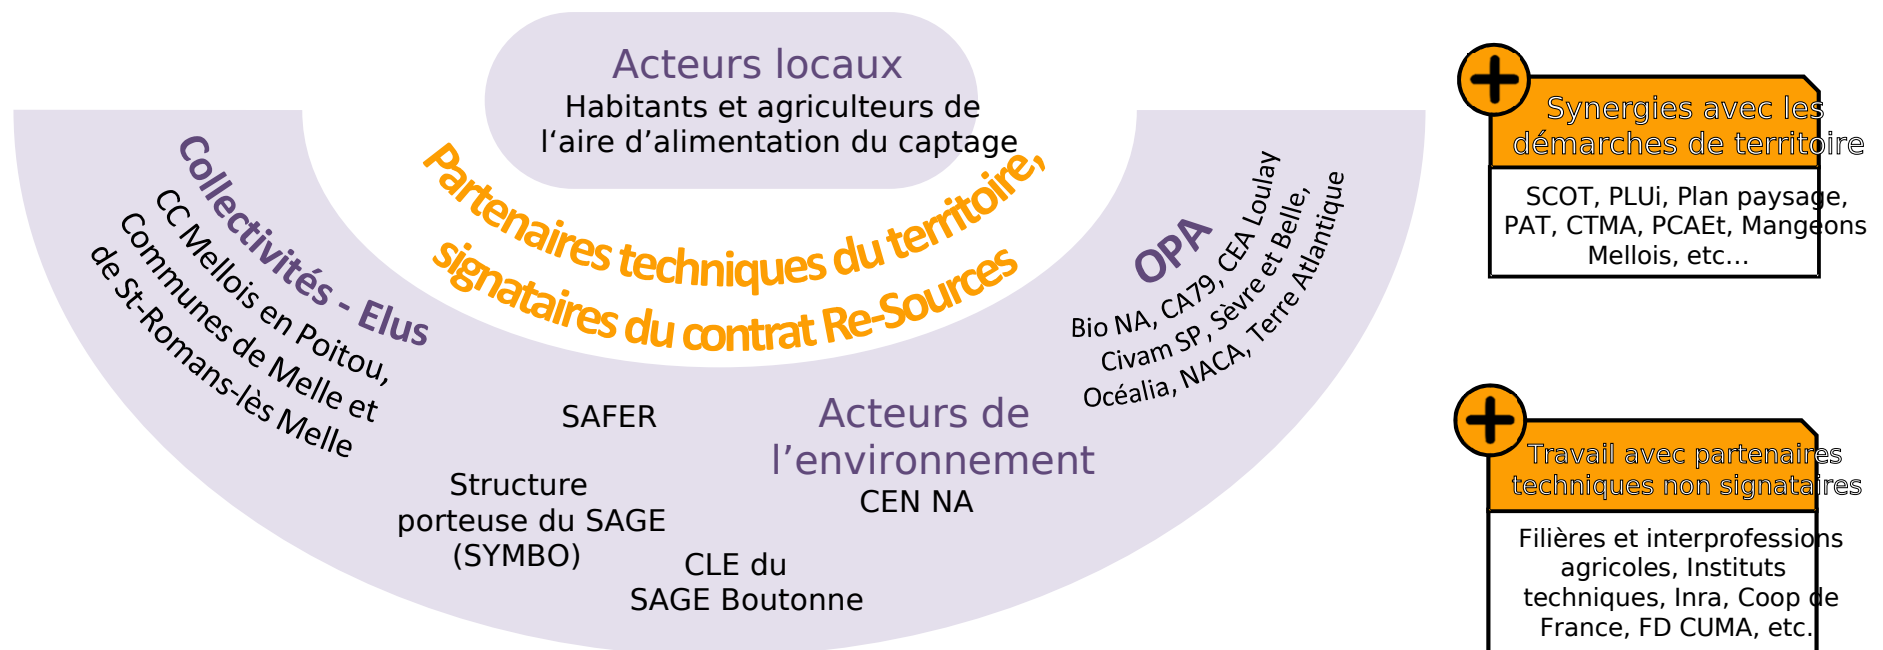 Acteurs locaux
Habitants et agriculteurs de
l‘aire d’alimentation du captage
Partenaires techniques du territoire,
signataires du contrat Re-Sources
Collectivités - Elus
CC Mellois en Poitou,
Communes de Melle et
de St-Romans-lès Melle
SAFER
Structure
porteuse du SAGE
(SYMBO)
CLE du
SAGE Boutonne
Acteurs de
l’environnement
CEN NA
OPA
Bio NA, CA79, CEA Loulay
Civam SP, Sèvre et Belle,
Océalia, NACA, Terre Atlantique
Synergies avec les
démarches de territoire
SCOT, PLUi, Plan paysage,
PAT, CTMA, PCAEt, Mangeons
Mellois, etc…
Travail avec partenaires
techniques non signataires
Filières et interprofessions
agricoles, Instituts
techniques, Inra, Coop de
France, FD CUMA, etc.